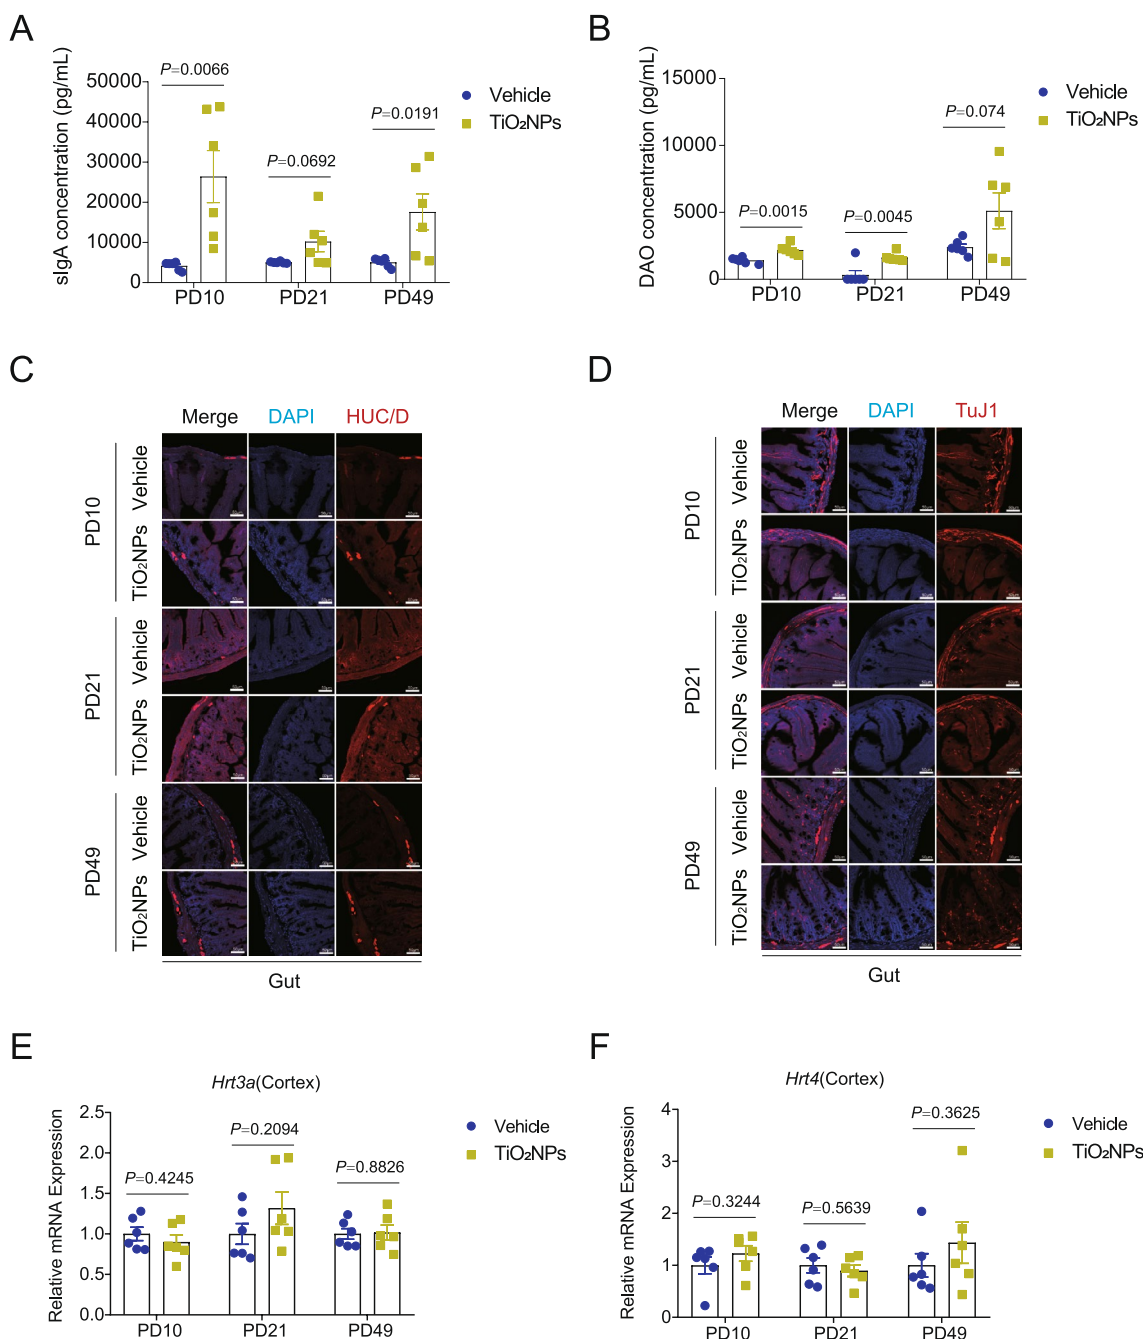 A
sIgA concentration (pg/mL)
50000
40000
30000
20000
10000
0
P=0.0066
P=0.0692
P=0.0191
PD10
PD21
PD49
Vehicle
TiO₂NPs
B
DAO concentration (pg/mL)
15000
10000
5000
0
P=0.0015
P=0.0045
P=0.074
PD10
PD21
PD49
Vehicle
TiO₂NPs
C
Merge DAPI HUC/D
PD10
Vehicle
TiO₂NPs
PD21
Vehicle
TiO₂NPs
PD49
Vehicle
TiO₂NPs
Gut
D
Merge DAPI TuJ1
PD10
Vehicle
TiO₂NPs
PD21
Vehicle
TiO₂NPs
PD49
Vehicle
TiO₂NPs
Gut
E
Hrt3a(Cortex)
Relative mRNA Expression
2.5
2.0
1.5
1.0
0.5
0.0
P=0.4245
P=0.2094
P=0.8826
PD10
PD21
PD49
Vehicle
TiO₂NPs
F
Hrt4(Cortex)
Relative mRNA Expression
4
3
2
1
0
P=0.3244
P=0.5639
P=0.3625
PD10
PD21
PD49
Vehicle
TiO₂NPs